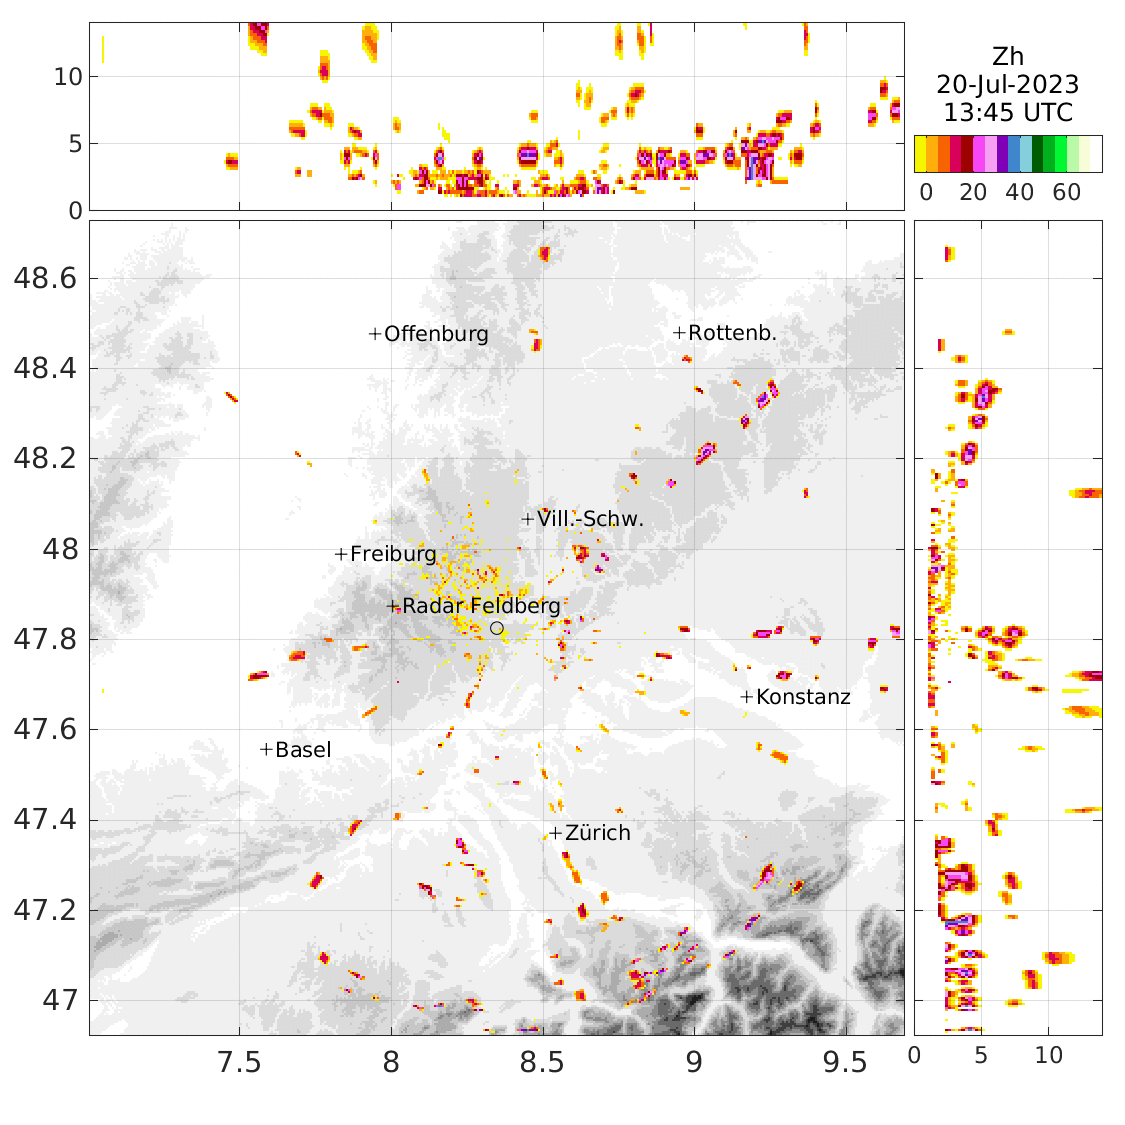 10
5
0
Zh
20-Jul-2023
13:45 UTC
0 20 40 60
48.6
48.4
48.2
48
47.8
47.6
47.4
47.2
47
+Offenburg
+Rottenb.
+Vill.-Schw.
+Freiburg
+Radar Feldberg
+Konstanz
+Basel
+Zürich
7.5 8 8.5 9 9.5
0 5 10